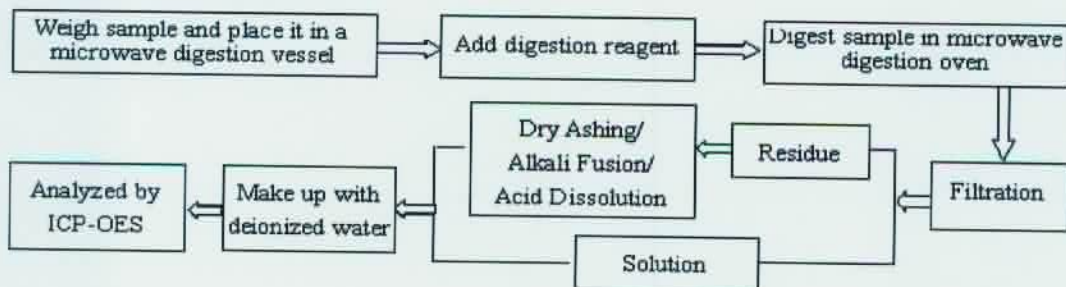 Weigh sample and place it in a
microwave digestion vessel
Add digestion reagent
Digest sample in microwave
digestion oven
Filtration
Residue
Dry Ashing/
Alkali Fusion/
Acid Dissolution
Solution
Make up with
deionized water
Analyzed by
ICP-OES